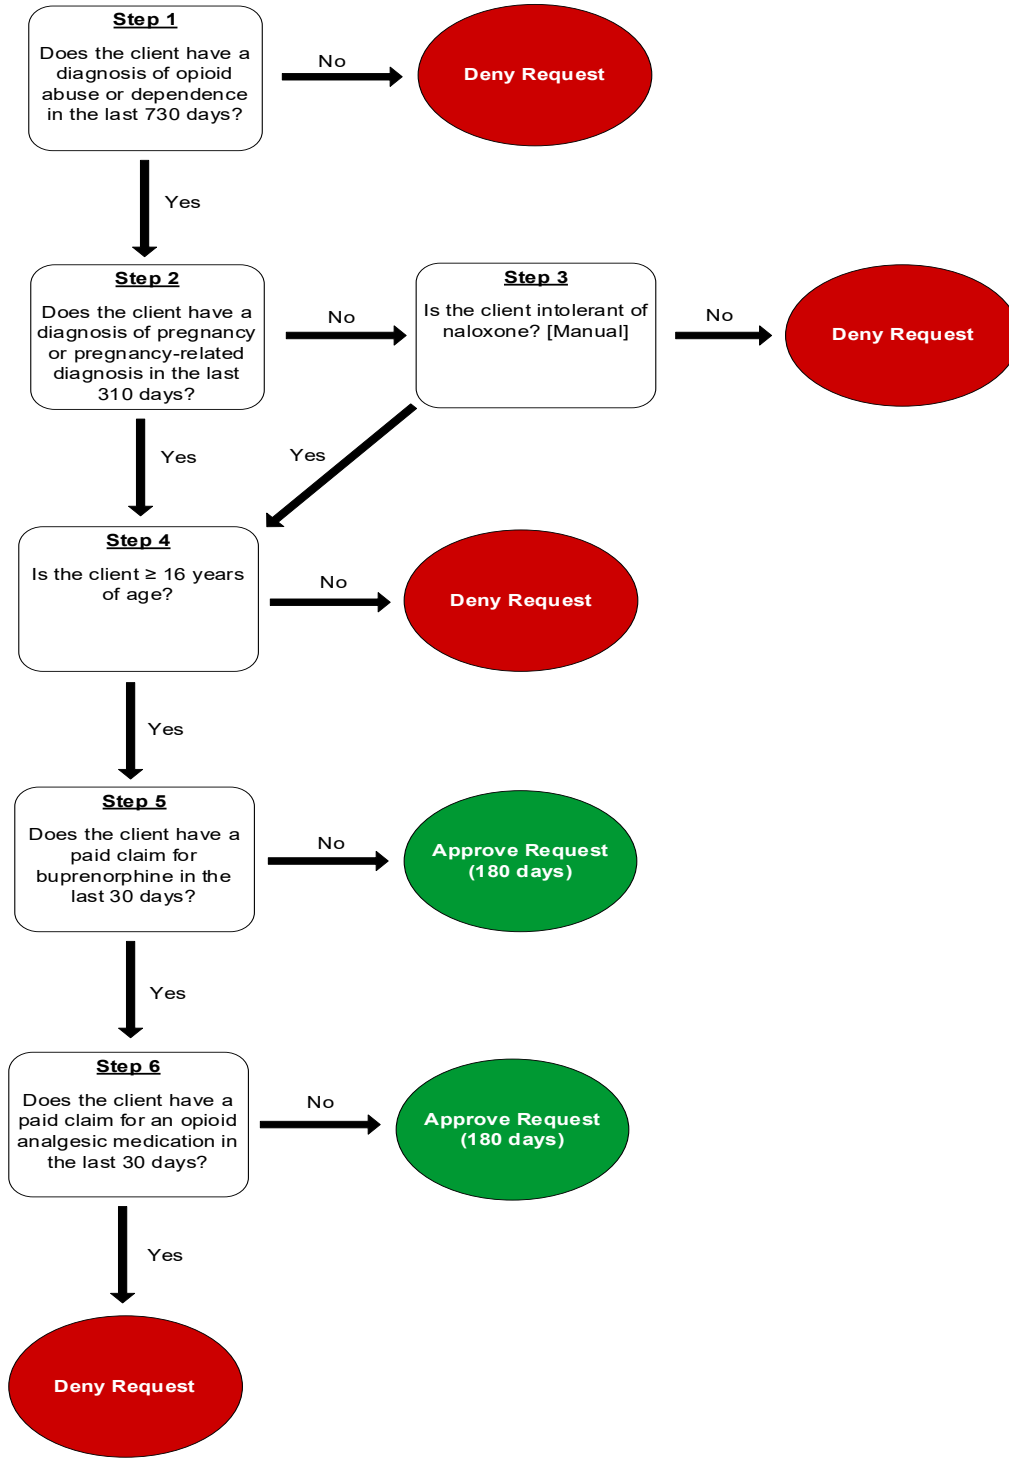 Step 1
Does the client have a
diagnosis of opioid
abuse or dependence
in the last 730 days?
No
Deny Request
Yes
Step 2
Does the client have a
diagnosis of pregnancy
or pregnancy-related
diagnosis in the last
310 days?
No
Step 3
Is the client intolerant of
naloxone? [Manual]
No
Deny Request
Yes
Yes
Step 4
Is the client ≥ 16 years
of age?
No
Deny Request
Yes
Step 5
Does the client have a
paid claim for
buprenorphine in the
last 30 days?
No
Approve Request
(180 days)
Yes
Step 6
Does the client have a
paid claim for an opioid
analgesic medication in
the last 30 days?
No
Approve Request
(180 days)
Yes
Deny Request